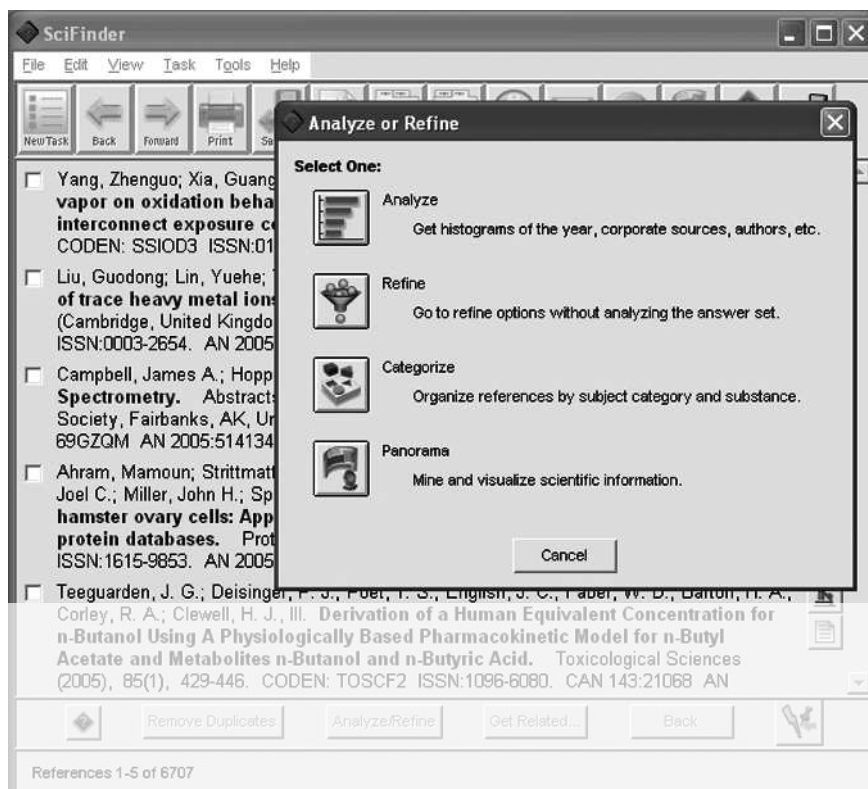 SciFinder
File Edit View Task Tools Help
New Task Back Forward Print
Analyze or Refine
Select One:
Analyze
Get histograms of the year, corporate sources, authors, etc.
Refine
Go to refine options without analyzing the answer set.
Categorize
Organize references by subject category and substance.
Panorama
Mine and visualize scientific information.
Cancel
Yang, Zhenguo; Xia, Guang
vapor on oxidation beha
interconnect exposure c
CODEN: SSIOD3 ISSN:01
Liu, Guodong; Lin, Yuehe;
of trace heavy metal ions
(Cambridge, United Kingdo
ISSN:0003-2654. AN 2005
Campbell, James A.; Hopp
Spectrometry. Abstracts
Society, Fairbanks, AK, Un
69GZQM AN 2005:514134
Ahram, Mamoun; Strittmatt
Joel C.; Miller, John H.; Sp
hamster ovary cells: App
protein databases. Prot
ISSN:1615-9853. AN 2005
Teeguarden, J. G.; Deisinger, P. J.; Poet, T. S.; English, J. C.; Faber, W. D.; Barton, H. A.;
Corley, R. A.; Clewell, H. J., III. Derivation of a Human Equivalent Concentration for
n-Butanol Using A Physiologically Based Pharmacokinetic Model for n-Butyl
Acetate and Metabolites n-Butanol and n-Butyric Acid. Toxicological Sciences
(2005), 85(1), 429-446. CODEN: TOSCF2 ISSN:1096-6080. CAN 143:21068 AN
Remove Duplicates Analyze/Refine Get Related... Back
References 1-5 of 6707